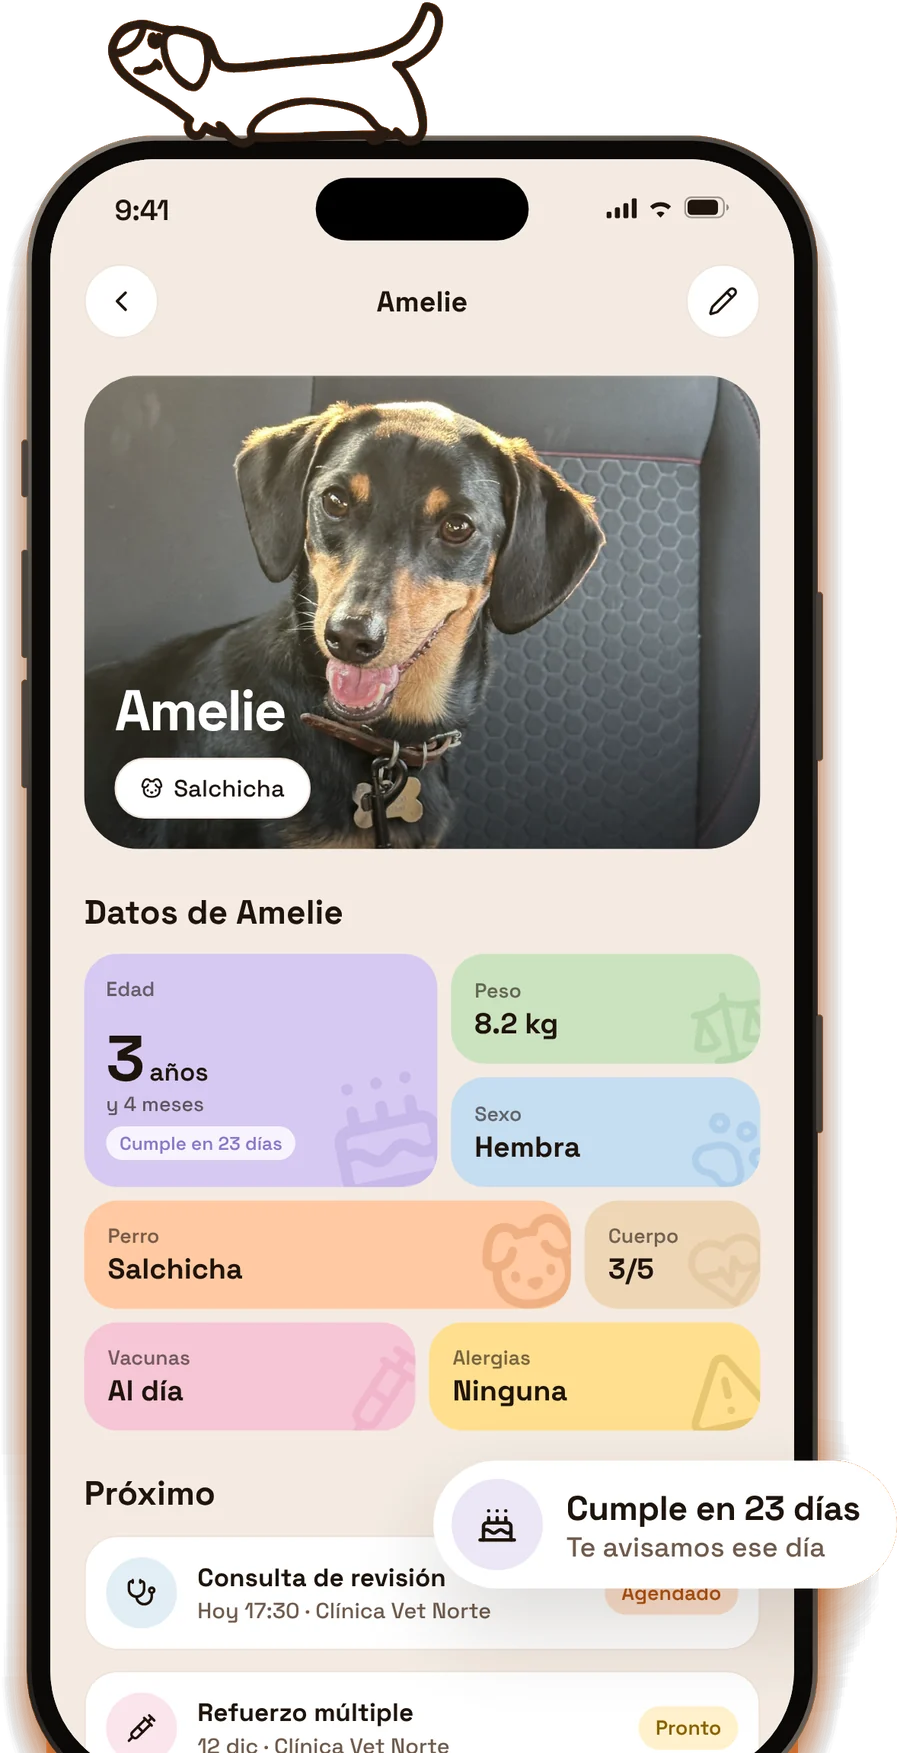 9:41
Amelie
Amelie
Salchicha
Datos de Amelie
Edad
3 años
y 4 meses
Cumple en 23 días
Peso
8.2 kg
Sexo
Hembra
Perro
Salchicha
Cuerpo
3/5
Vacunas
Al día
Alergias
Ninguna
Próximo
Cumple en 23 días
Te avisamos ese día
Consulta de revisión
Hoy 17:30 · Clínica Vet Norte
Agendado
Refuerzo múltiple
12 dic · Clínica Vet Norte
Pronto